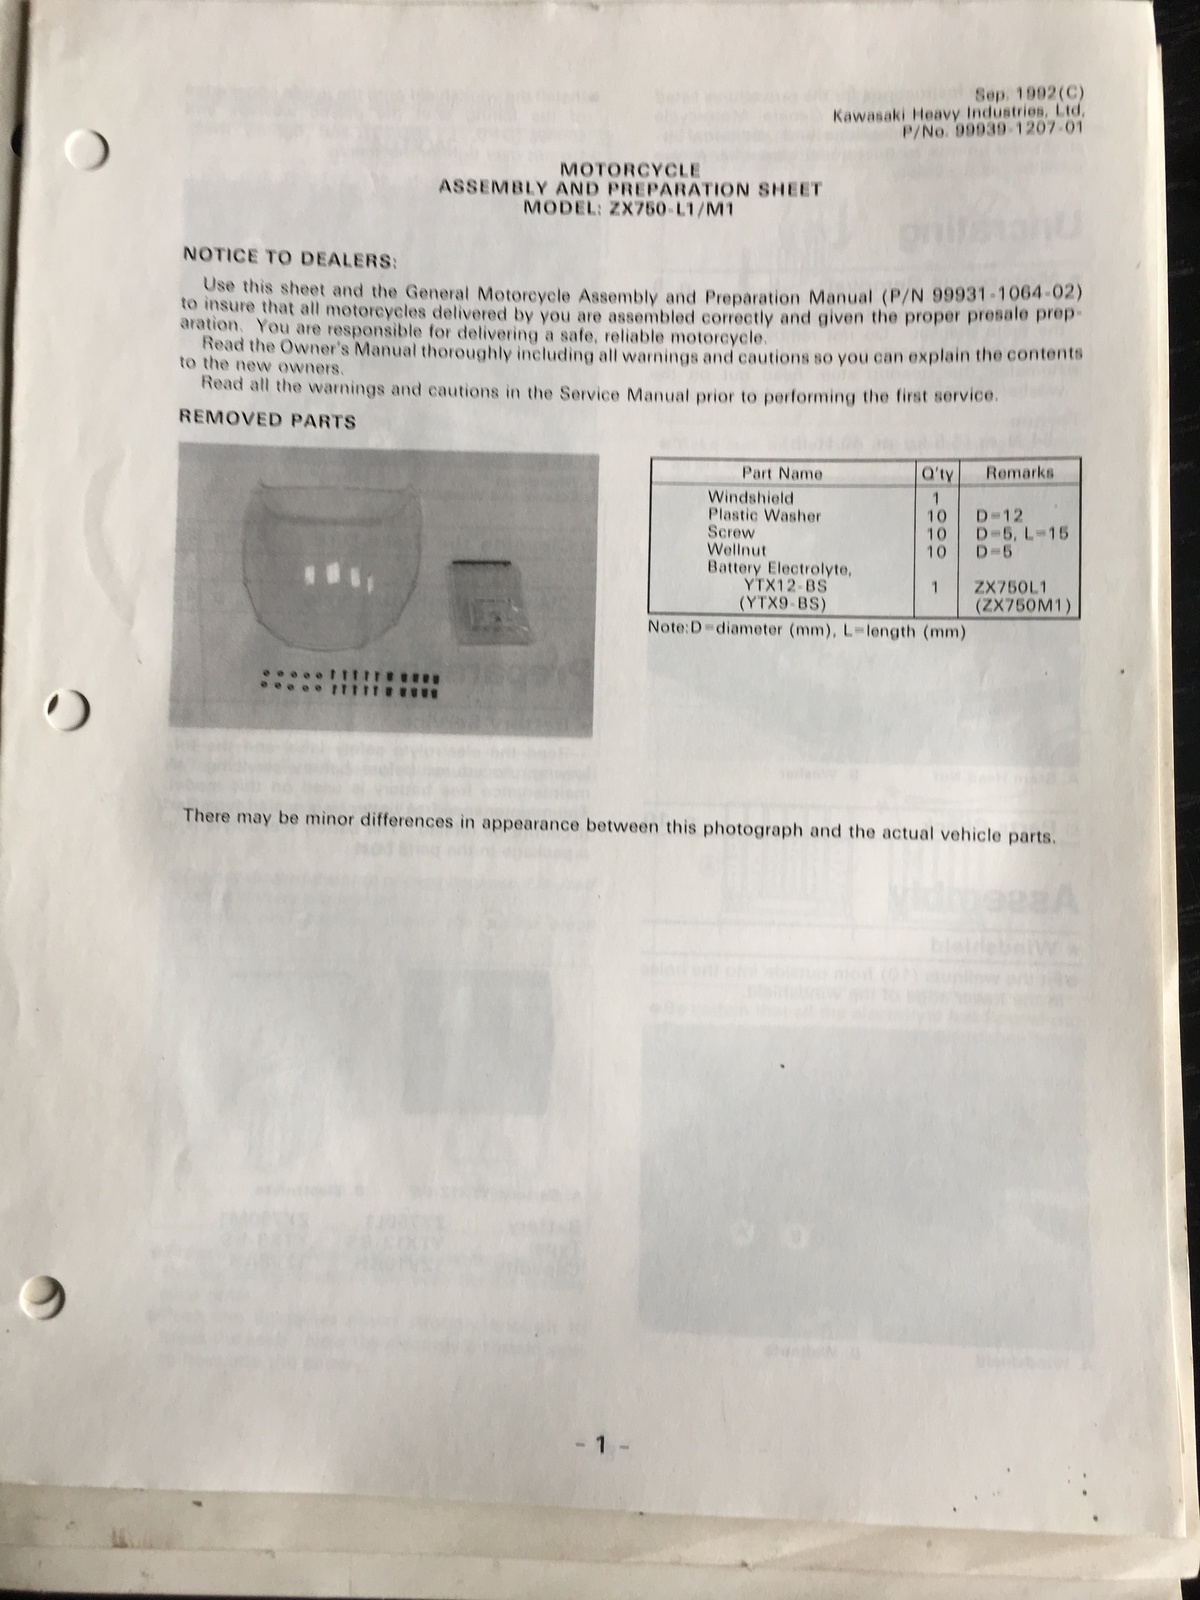 Sep. 1992(C)
Kawasaki Heavy Industries, Ltd.
P/No. 99939-1207-01
MOTORCYCLE
ASSEMBLY AND PREPARATION SHEET
MODEL: ZX750-L1/M1
NOTICE TO DEALERS:
Use this sheet and the General Motorcycle Assembly and Preparation Manual (P/N 99931-1064-02)
to insure that all motorcycles delivered by you are assembled correctly and given the proper presale prep-
aration. You are responsible for delivering a safe, reliable motorcycle.
Read the Owner's Manual thoroughly including all warnings and cautions so you can explain the contents
to the new owners.
Read all the warnings and cautions in the Service Manual prior to performing the first service.
REMOVED PARTS
Part Name Q'ty Remarks
Windshield 1
Plastic Washer 10 D=12
Screw 10 D=5, L=15
Wellnut 10 D=5
Battery Electrolyte,
YTX12-BS 1 ZX750L1
(YTX9-BS) (ZX750M1)
Note:D=diameter (mm), L=length (mm)
There may be minor differences in appearance between this photograph and the actual vehicle parts.
- 1 -